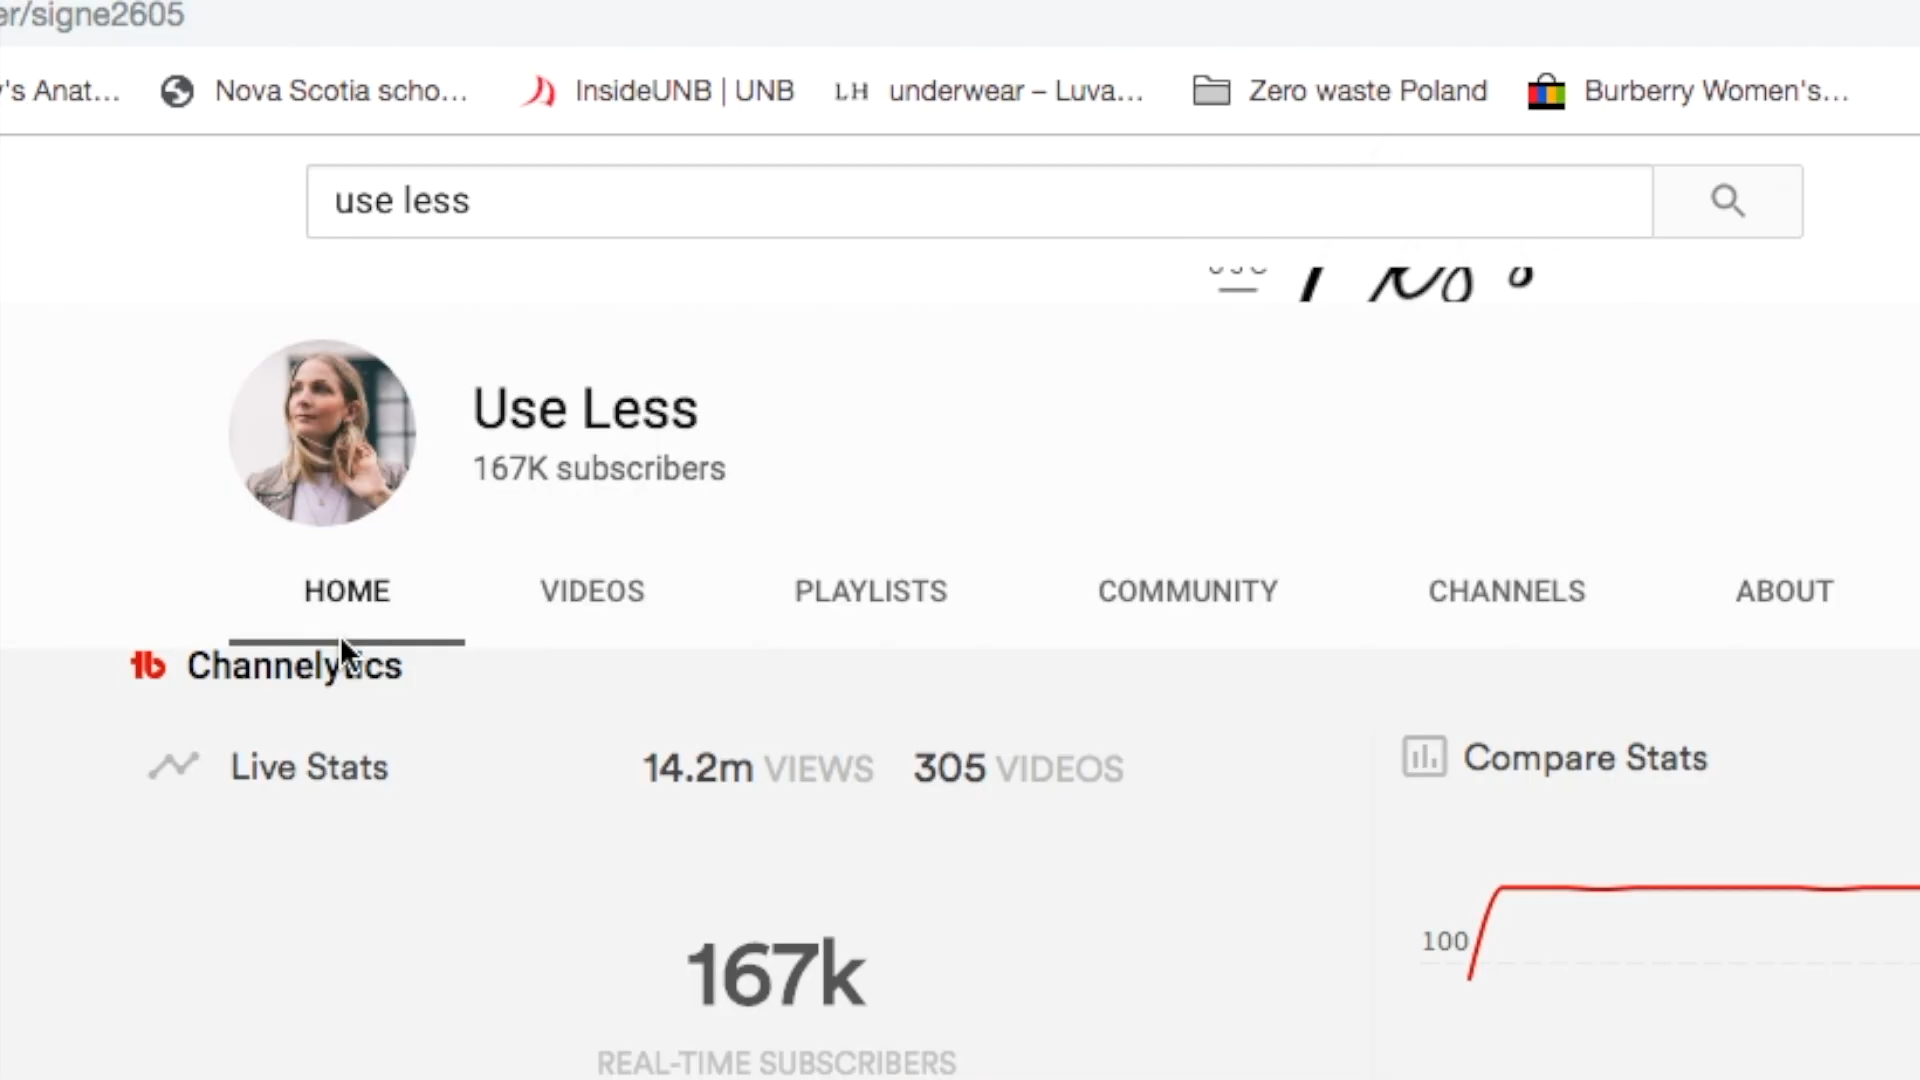 er/signe2605
's Anat... Nova Scotia scho... InsideUNB | UNB LH underwear – Luva... Zero waste Poland Burberry Women's...
use less
Use Less
167K subscribers
HOME VIDEOS PLAYLISTS COMMUNITY CHANNELS ABOUT
tb Channelytics
Live Stats 14.2m VIEWS 305 VIDEOS Compare Stats
100
167k
REAL-TIME SUBSCRIBERS